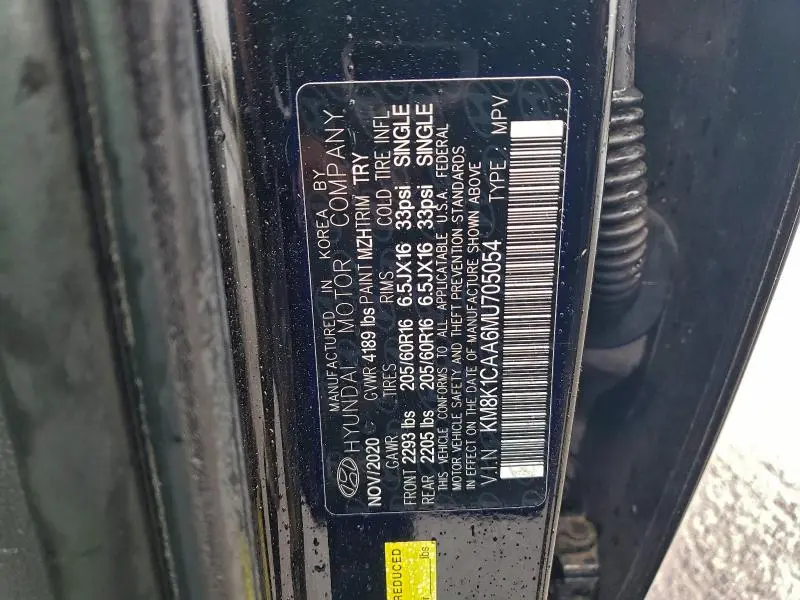 MANUFACTURED IN KOREA BY
HYUNDAI MOTOR COMPANY
NOV/2020 GVWR 4189 lbs PAINT MZH TRIM TRY
GAWR TIRES RIMS COLD TIRE INFL
FRONT 2293 lbs 205/60R16 6.5JX16 33psi SINGLE
REAR 2205 lbs 205/60R16 6.5JX16 33psi SINGLE
THIS VEHICLE CONFORMS TO ALL APPLICATABLE U.S.A. FEDERAL
MOTOR VEHICLE SAFETY AND THEFT PREVENTION STANDARDS
IN EFFECT ON THE DATE OF MANUFACTURE SHOWN ABOVE
VIN : KM8K1CAA6MU705054 TYPE : MPV
REDUCED
lbs